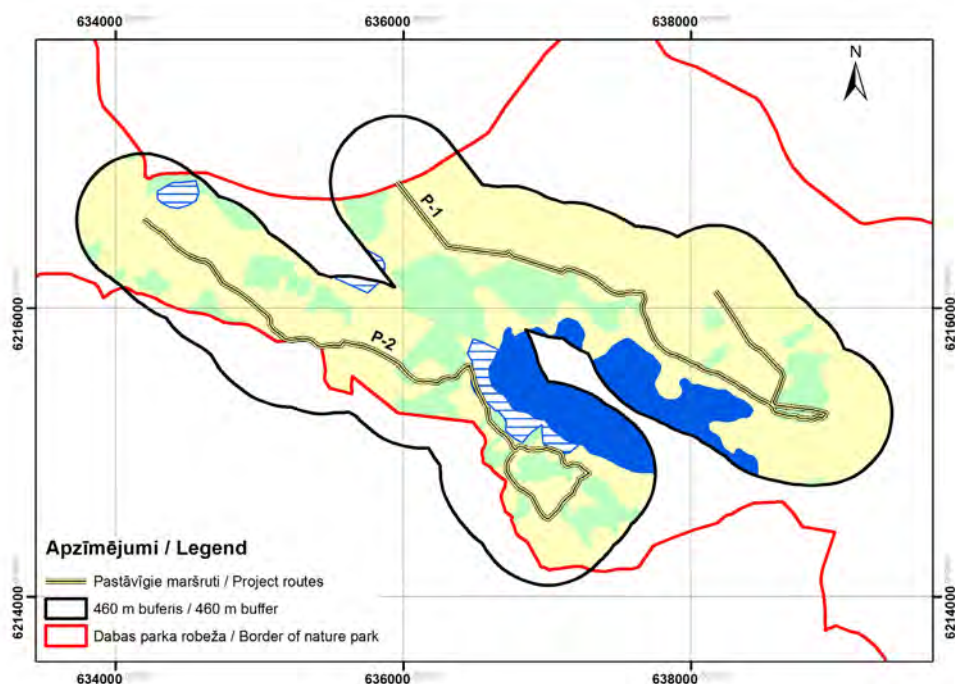 634000
636000
638000
N
P-1
P-2
6216000
6216000
6214000
6214000
Apzīmējumi / Legend
Pastāvīgie maršruti / Project routes
460 m buferis / 460 m buffer
Dabas parka robeža / Border of nature park
634000
636000
638000